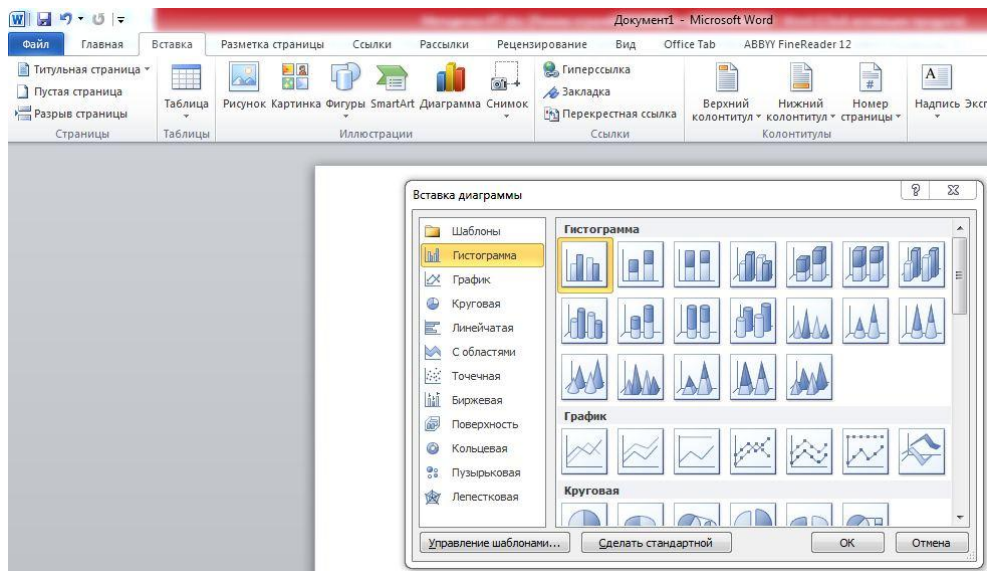 Документ1 - Microsoft Word
Файл Главная Вставка Разметка страницы Ссылки Рассылки Рецензирование Вид Office Tab ABBYY FineReader 12
Титульная страница
Пустая страница
Разрыв страницы
Страницы
Таблица
Таблицы
Рисунок Картинка Фигуры SmartArt Диаграмма Снимок
Иллюстрации
Гиперссылка
Закладка
Перекрестная ссылка
Ссылки
Верхний колонтитул
Нижний колонтитул
Номер страницы
Колонтитулы
Надпись Эксп
Вставка диаграммы
Шаблоны
Гистограмма
График
Круговая
Линейчатая
С областями
Точечная
Биржевая
Поверхность
Кольцевая
Пузырьковая
Лепестковая
Гистограмма
График
Круговая
Управление шаблонами...
Сделать стандартной
ОК
Отмена